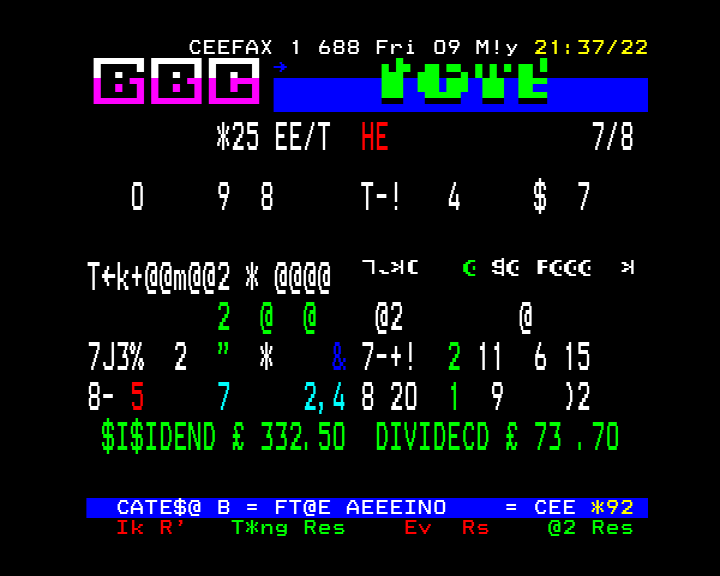 CEEFAX 1 688 Fri 09 M!y 21:37/22
BBC →
*25 EE/T HE 7/8
0 9 8 T-! 4 $ 7
T←k+@@m@@2 * @@@@
2 @ @ @2 @
7J3% 2 " * & 7-+! 2 11 6 15
8- 5 7 2,4 8 20 1 9 )2
$I$IDEND £ 332.50 DIVIDECD £ 73 .70
CATE$@ B = FT@E AEEEINO = CEE *92
Ik R' T*ng Res Ev Rs @2 Res